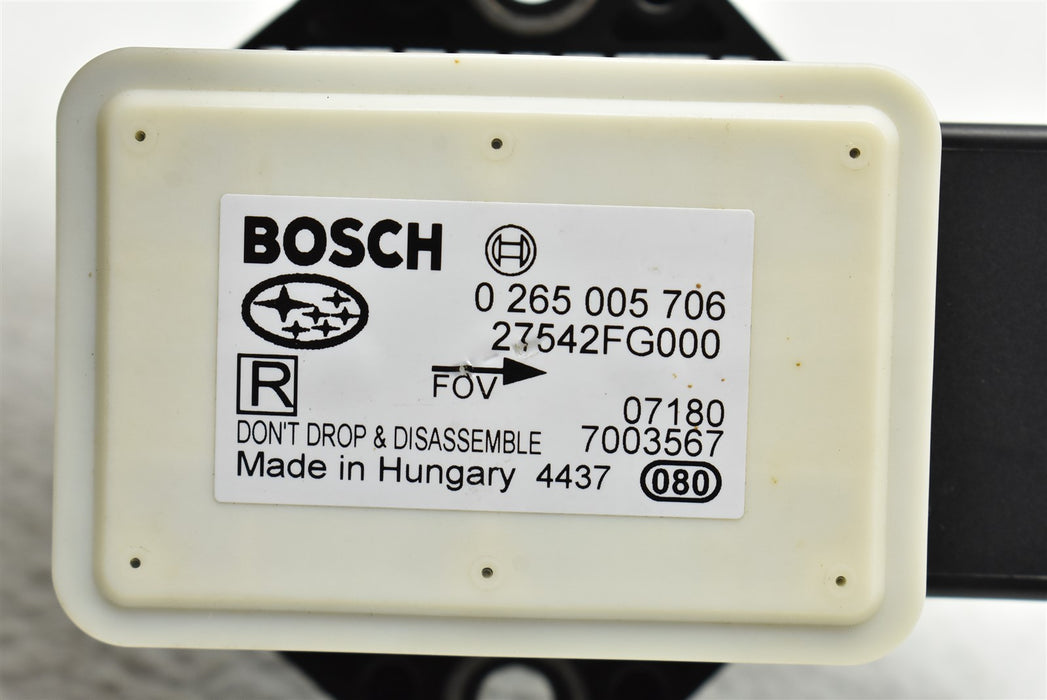 BOSCH
0 265 005 706
27542FG000
R
FOV
07180
DON'T DROP & DISASSEMBLE 7003567
Made in Hungary 4437 080